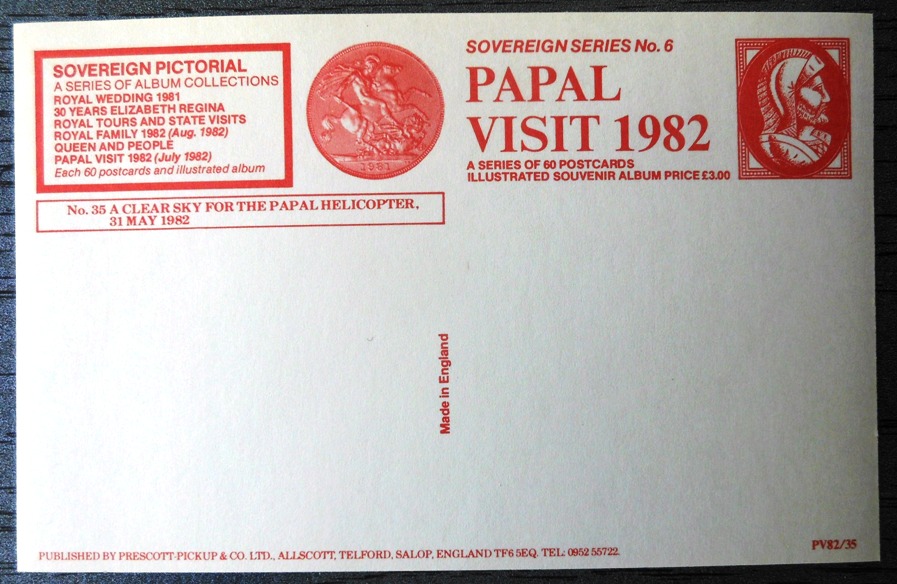 SOVEREIGN PICTORIAL
A SERIES OF ALBUM COLLECTIONS
ROYAL WEDDING 1981
30 YEARS ELIZABETH REGINA
ROYAL TOURS AND STATE VISITS
ROYAL FAMILY 1982 (Aug. 1982)
QUEEN AND PEOPLE
PAPAL VISIT 1982 (July 1982)
Each 60 postcards and illustrated album
1981
SOVEREIGN SERIES No. 6
PAPAL
VISIT 1982
A SERIES OF 60 POSTCARDS
ILLUSTRATED SOUVENIR ALBUM PRICE £3.00
No. 35 A CLEAR SKY FOR THE PAPAL HELICOPTER,
31 MAY 1982
Made in England
PUBLISHED BY PRESCOTT-PICKUP & CO. LTD., ALLSCOTT, TELFORD, SALOP, ENGLAND TF6 5EQ. TEL: 0952 55722.
PV82/35